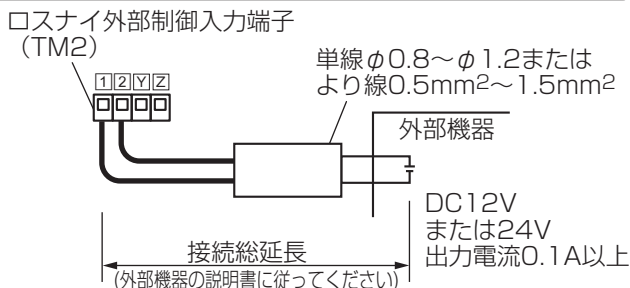 ロスナイ外部制御入力端子
（TM2）
1 2 Y Z
単線φ0.8～φ1.2または
より線0.5mm²～1.5mm²
外部機器
DC12V
または24V
出力電流0.1A以上
接続総延長
(外部機器の説明書に従ってください)